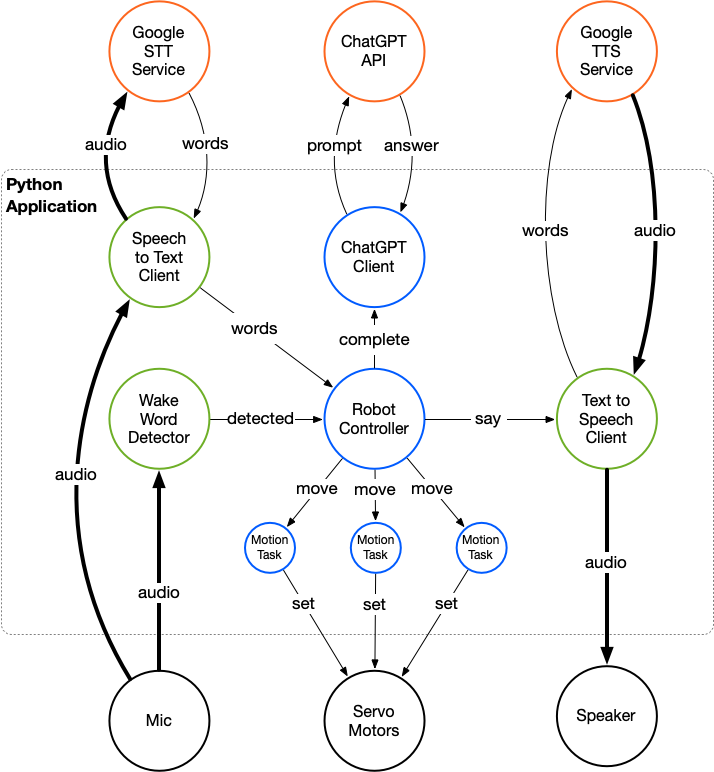 Google
STT
Service
ChatGPT
API
Google
TTS
Service
audio
words
prompt
answer
Python
Application
Speech
to Text
Client
ChatGPT
Client
words
audio
words
complete
Wake
Word
Detector
detected
Robot
Controller
say
Text to
Speech
Client
audio
move
move
move
Motion
Task
Motion
Task
Motion
Task
audio
audio
set
set
set
Mic
Servo
Motors
Speaker